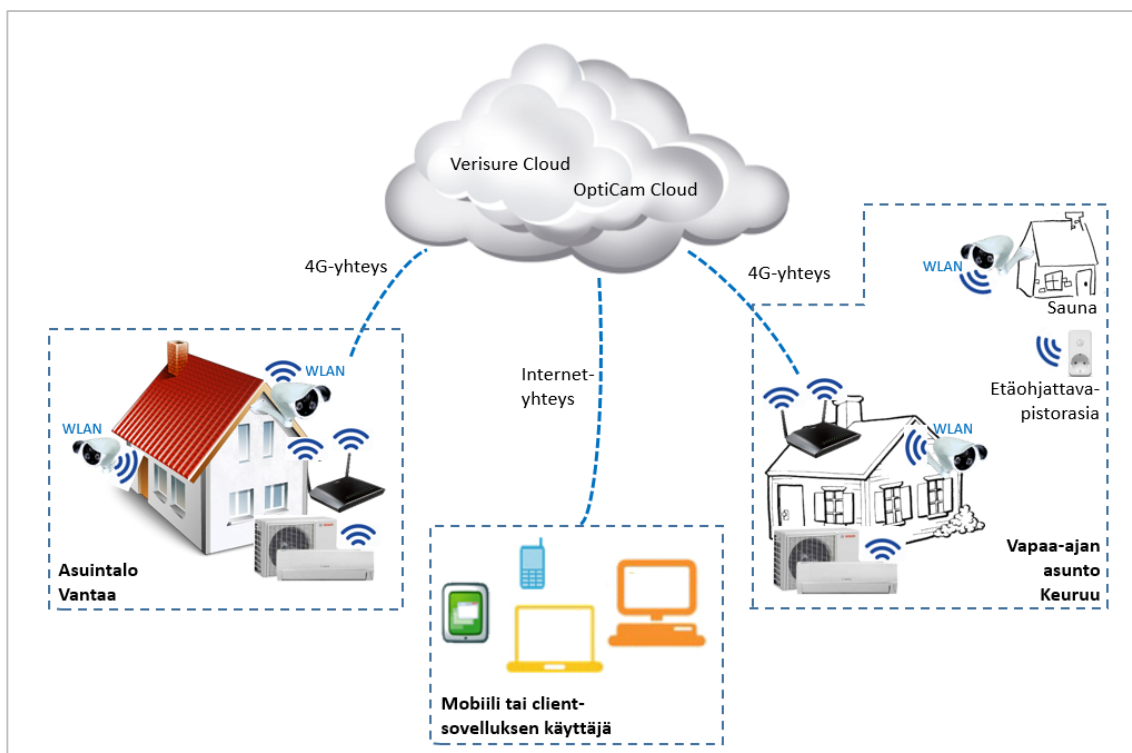 Verisure Cloud
OptiCam Cloud
4G-yhteys
4G-yhteys
WLAN
Sauna
Etäohjattava-
pistorasia
Internet-
yhteys
WLAN
WLAN
WLAN
Asuintalo
Vantaa
Vapaa-ajan
asunto
Keuruu
Mobiili tai client-
sovelluksen käyttäjä